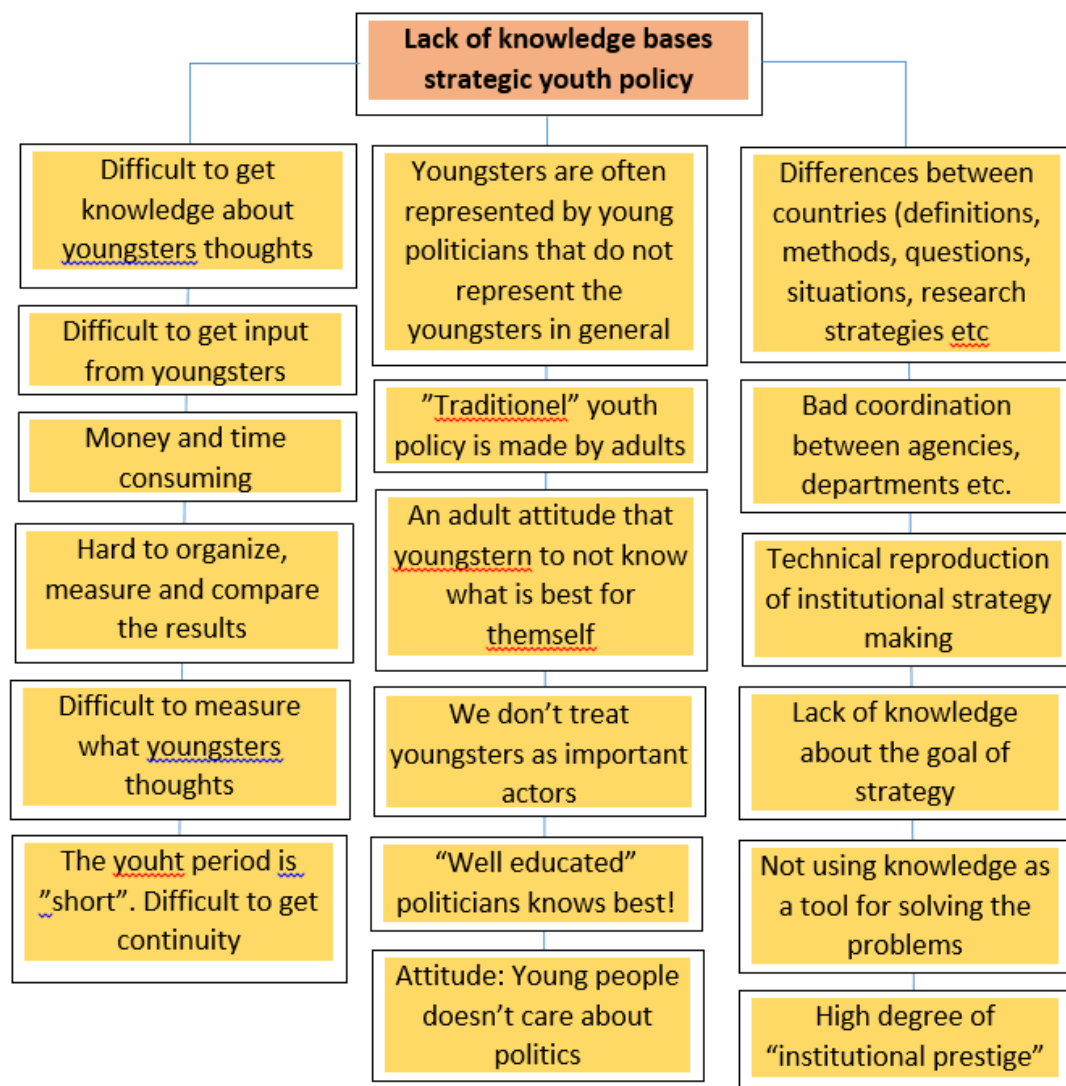 Lack of knowledge bases
strategic youth policy
Difficult to get
knowledge about
youngsters thoughts
Difficult to get input
from youngsters
Money and time
consuming
Hard to organize,
measure and compare
the results
Difficult to measure
what youngsters
thoughts
The youht period is
”short”. Difficult to get
continuity
Youngsters are often
represented by young
politicians that do not
represent the
youngsters in general
”Traditionel” youth
policy is made by adults
An adult attitude that
youngstern to not know
what is best for
themself
We don’t treat
youngsters as important
actors
“Well educated”
politicians knows best!
Attitude: Young people
doesn’t care about
politics
Differences between
countries (definitions,
methods, questions,
situations, research
strategies etc
Bad coordination
between agencies,
departments etc.
Technical reproduction
of institutional strategy
making
Lack of knowledge
about the goal of
strategy
Not using knowledge as
a tool for solving the
problems
High degree of
“institutional prestige”